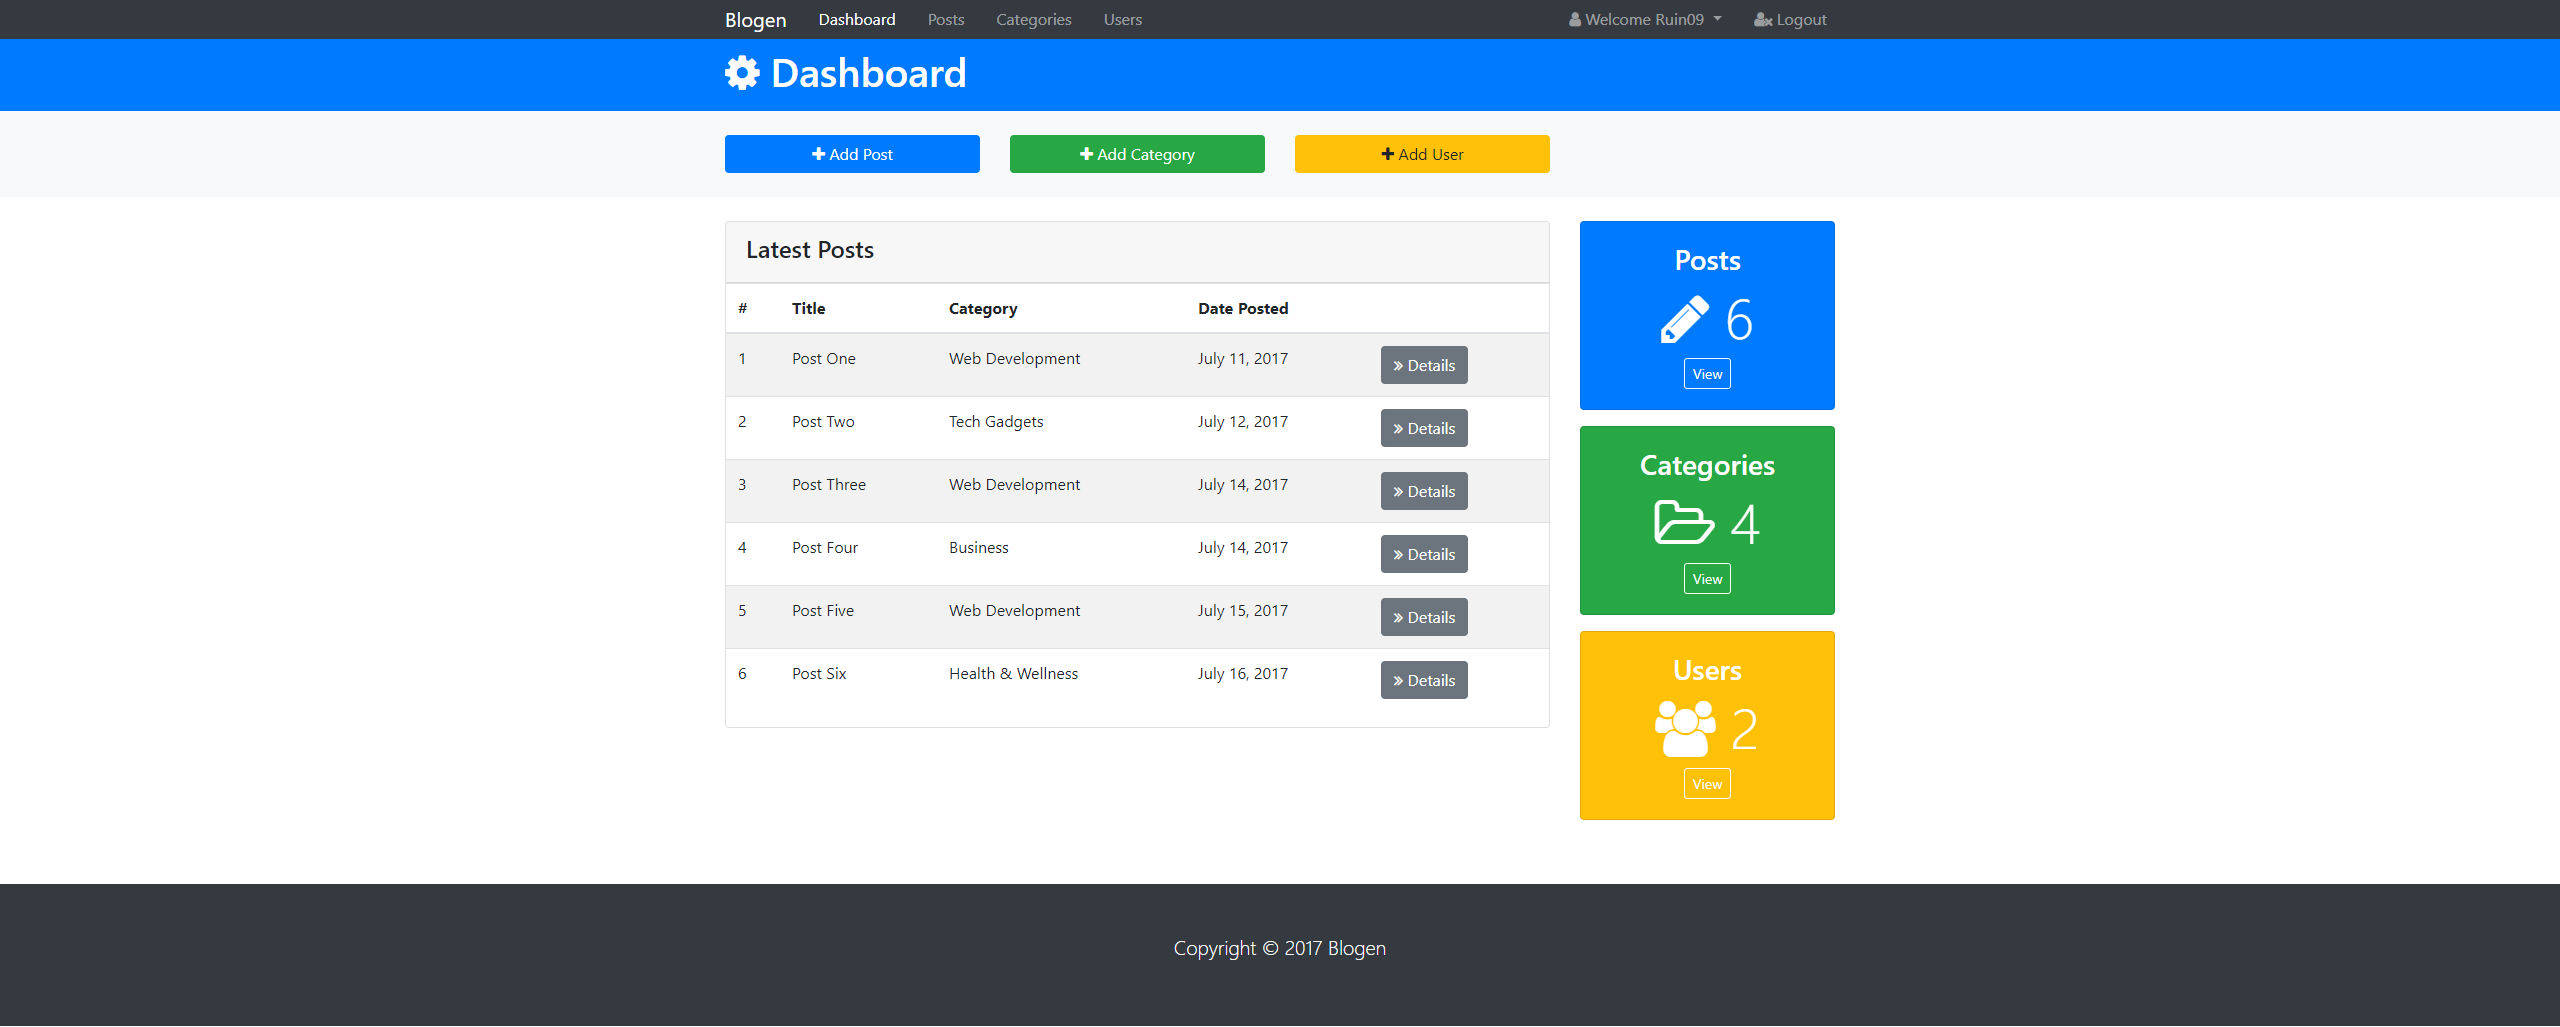 Blogen Dashboard Posts Categories Users Welcome Ruin09 Logout
Dashboard
Add Post Add Category Add User
Latest Posts
# Title Category Date Posted
1 Post One Web Development July 11, 2017 » Details
2 Post Two Tech Gadgets July 12, 2017 » Details
3 Post Three Web Development July 14, 2017 » Details
4 Post Four Business July 14, 2017 » Details
5 Post Five Web Development July 15, 2017 » Details
6 Post Six Health & Wellness July 16, 2017 » Details
Posts
6
View
Categories
4
View
Users
2
View
Copyright © 2017 Blogen